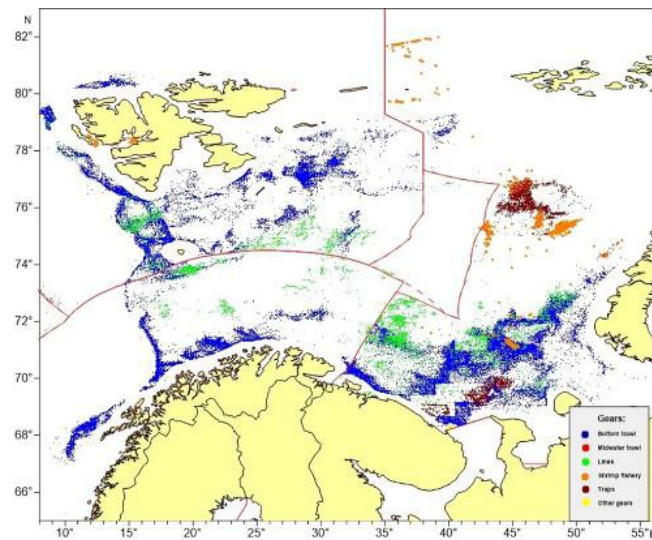 N
82°
80°
78°
76°
74°
72°
70°
68°
66°
10° 15° 20° 25° 30° 35° 40° 45° 50° 55° E
Gears:
Bottom trawl
Midwater trawl
Lines
Shrimp fishery
Traps
Other gears